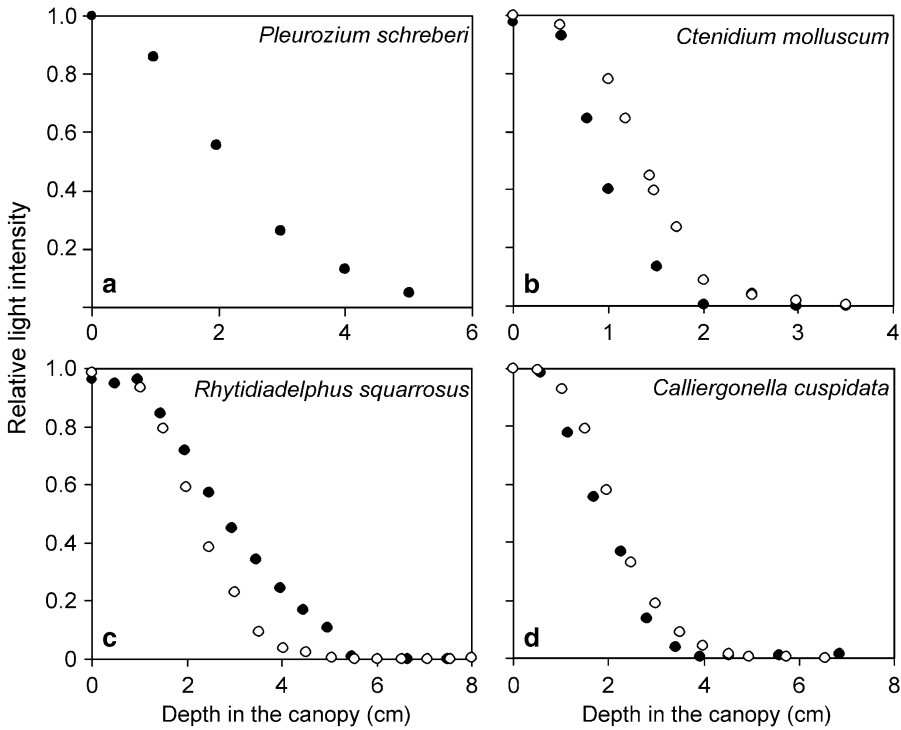 Relative light intensity
1.0
0.8
0.6
0.4
0.2
Pleurozium schreberi
a
0 2 4 6
Ctenidium molluscum
b
0 1 2 3 4
1.0
0.8
0.6
0.4
0.2
0
Rhytidiadelphus squarrosus
c
0 2 4 6 8
Depth in the canopy (cm)
Calliergonella cuspidata
d
0 2 4 6 8
Depth in the canopy (cm)